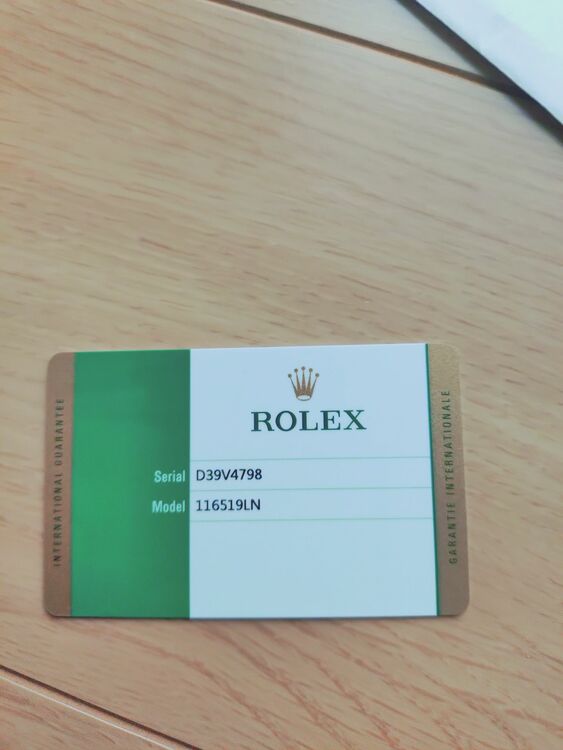 INTERNATIONAL GUARANTEE
ROLEX
Serial D39V4798
Model 116519LN
GARANTIE INTERNATIONALE